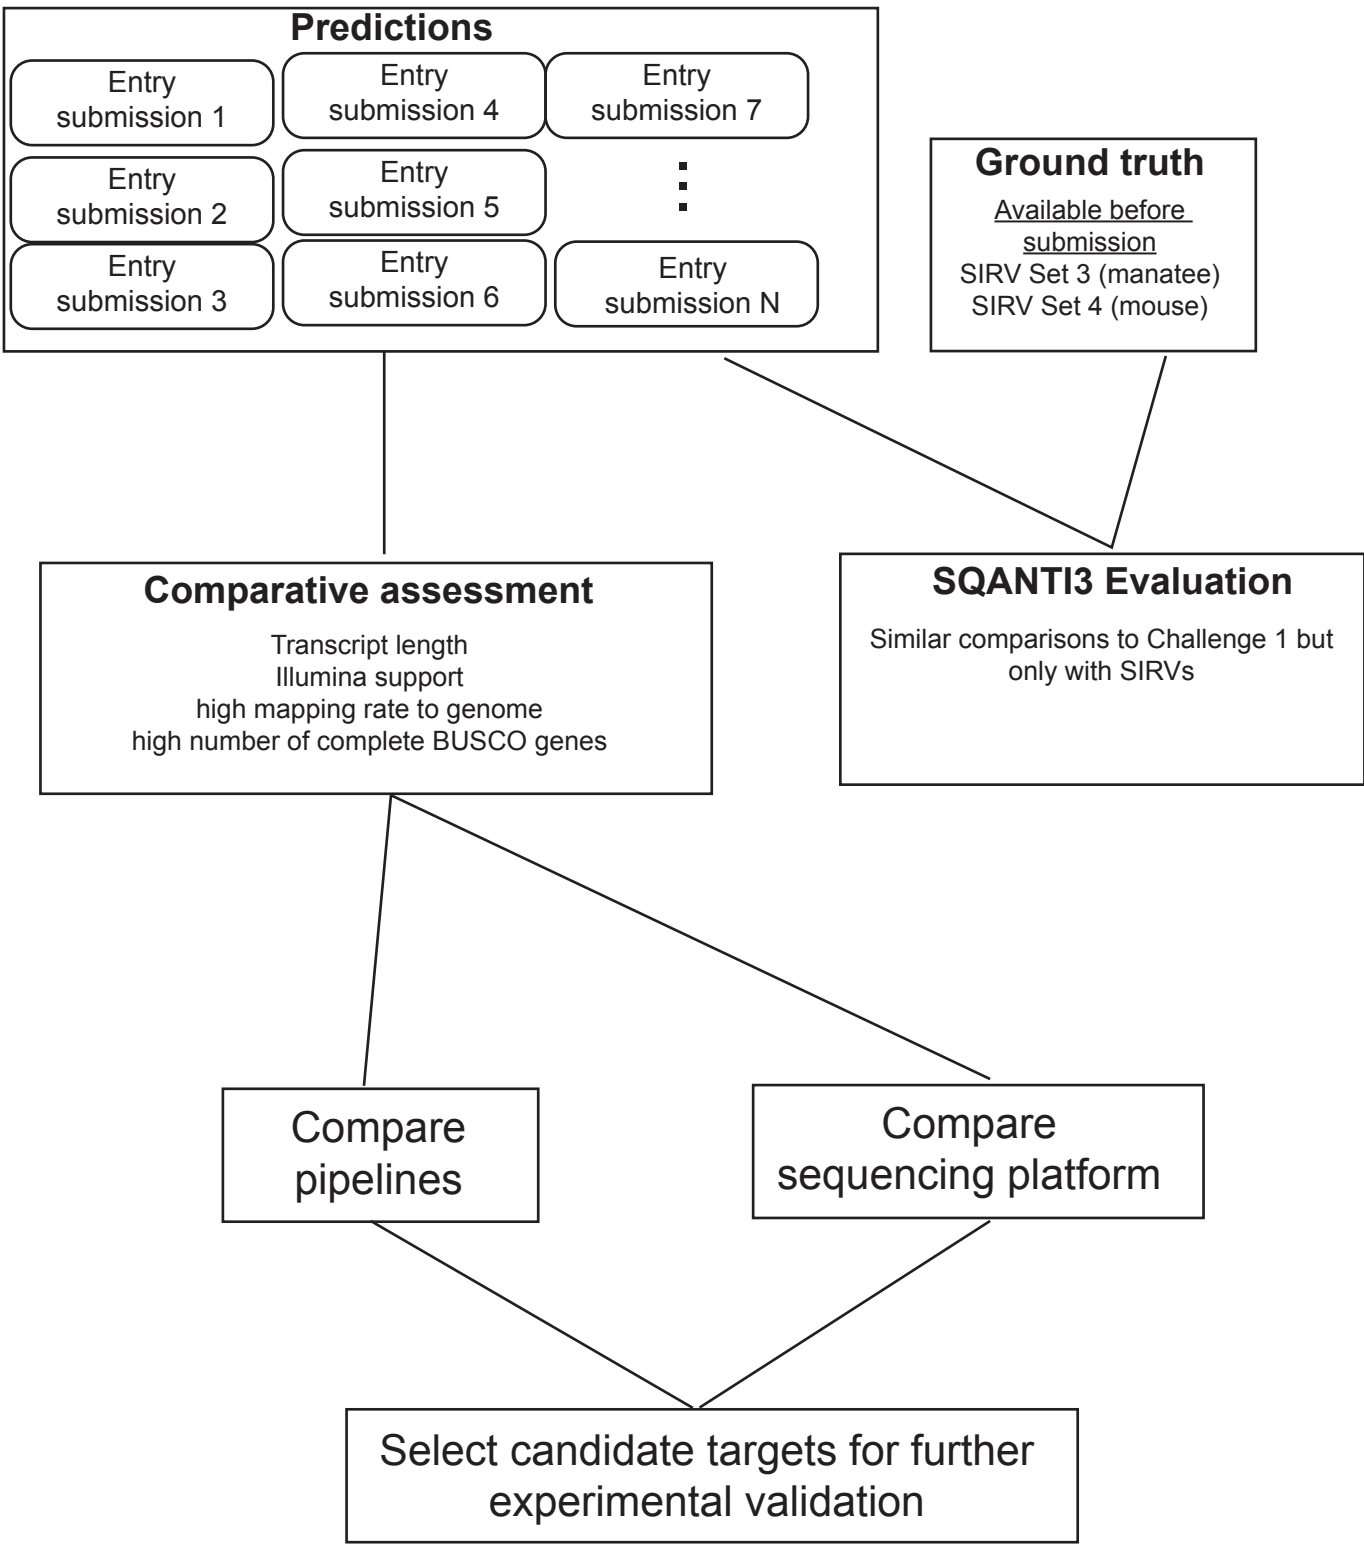 Predictions
Entry
submission 1
Entry
submission 4
Entry
submission 7
Entry
submission 2
Entry
submission 5
Entry
submission 3
Entry
submission 6
Entry
submission N
Ground truth
Available before
submission
SIRV Set 3 (manatee)
SIRV Set 4 (mouse)
Comparative assessment
Transcript length
Illumina support
high mapping rate to genome
high number of complete BUSCO genes
SQANTI3 Evaluation
Similar comparisons to Challenge 1 but
only with SIRVs
Compare
pipelines
Compare
sequencing platform
Select candidate targets for further
experimental validation